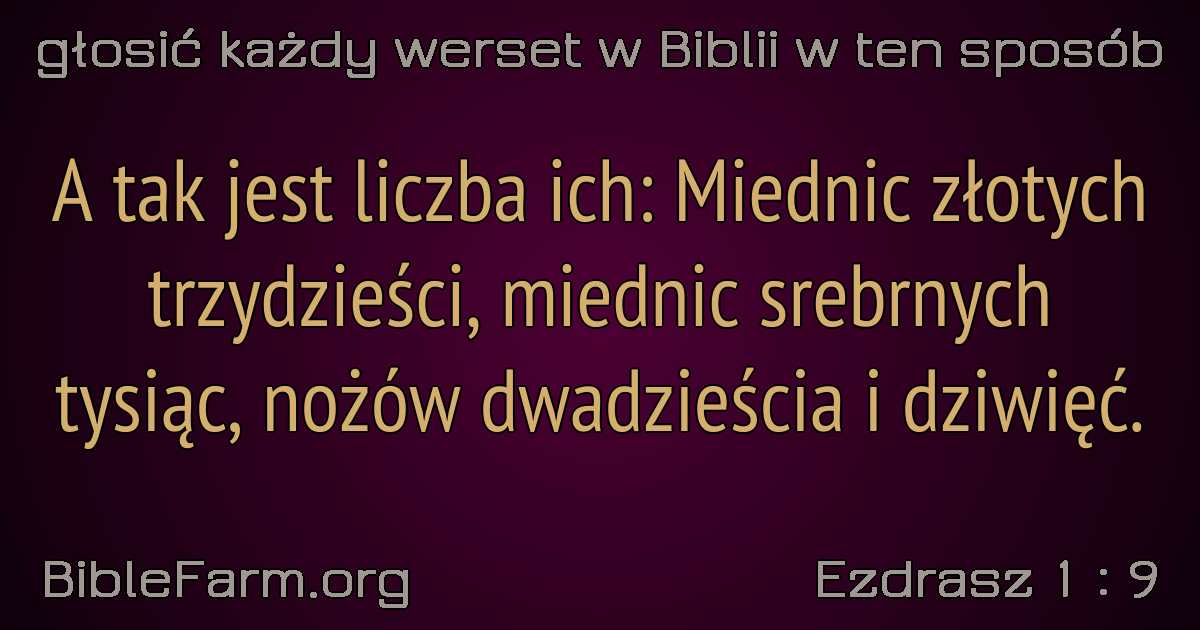 głosić każdy werset w Biblii w ten sposób
A tak jest liczba ich: Miednic złotych
trzydzieści, miednic srebrnych
tysiąc, nożów dwadzieścia i dziwięć.
BibleFarm.org
Ezdrasz 1 : 9